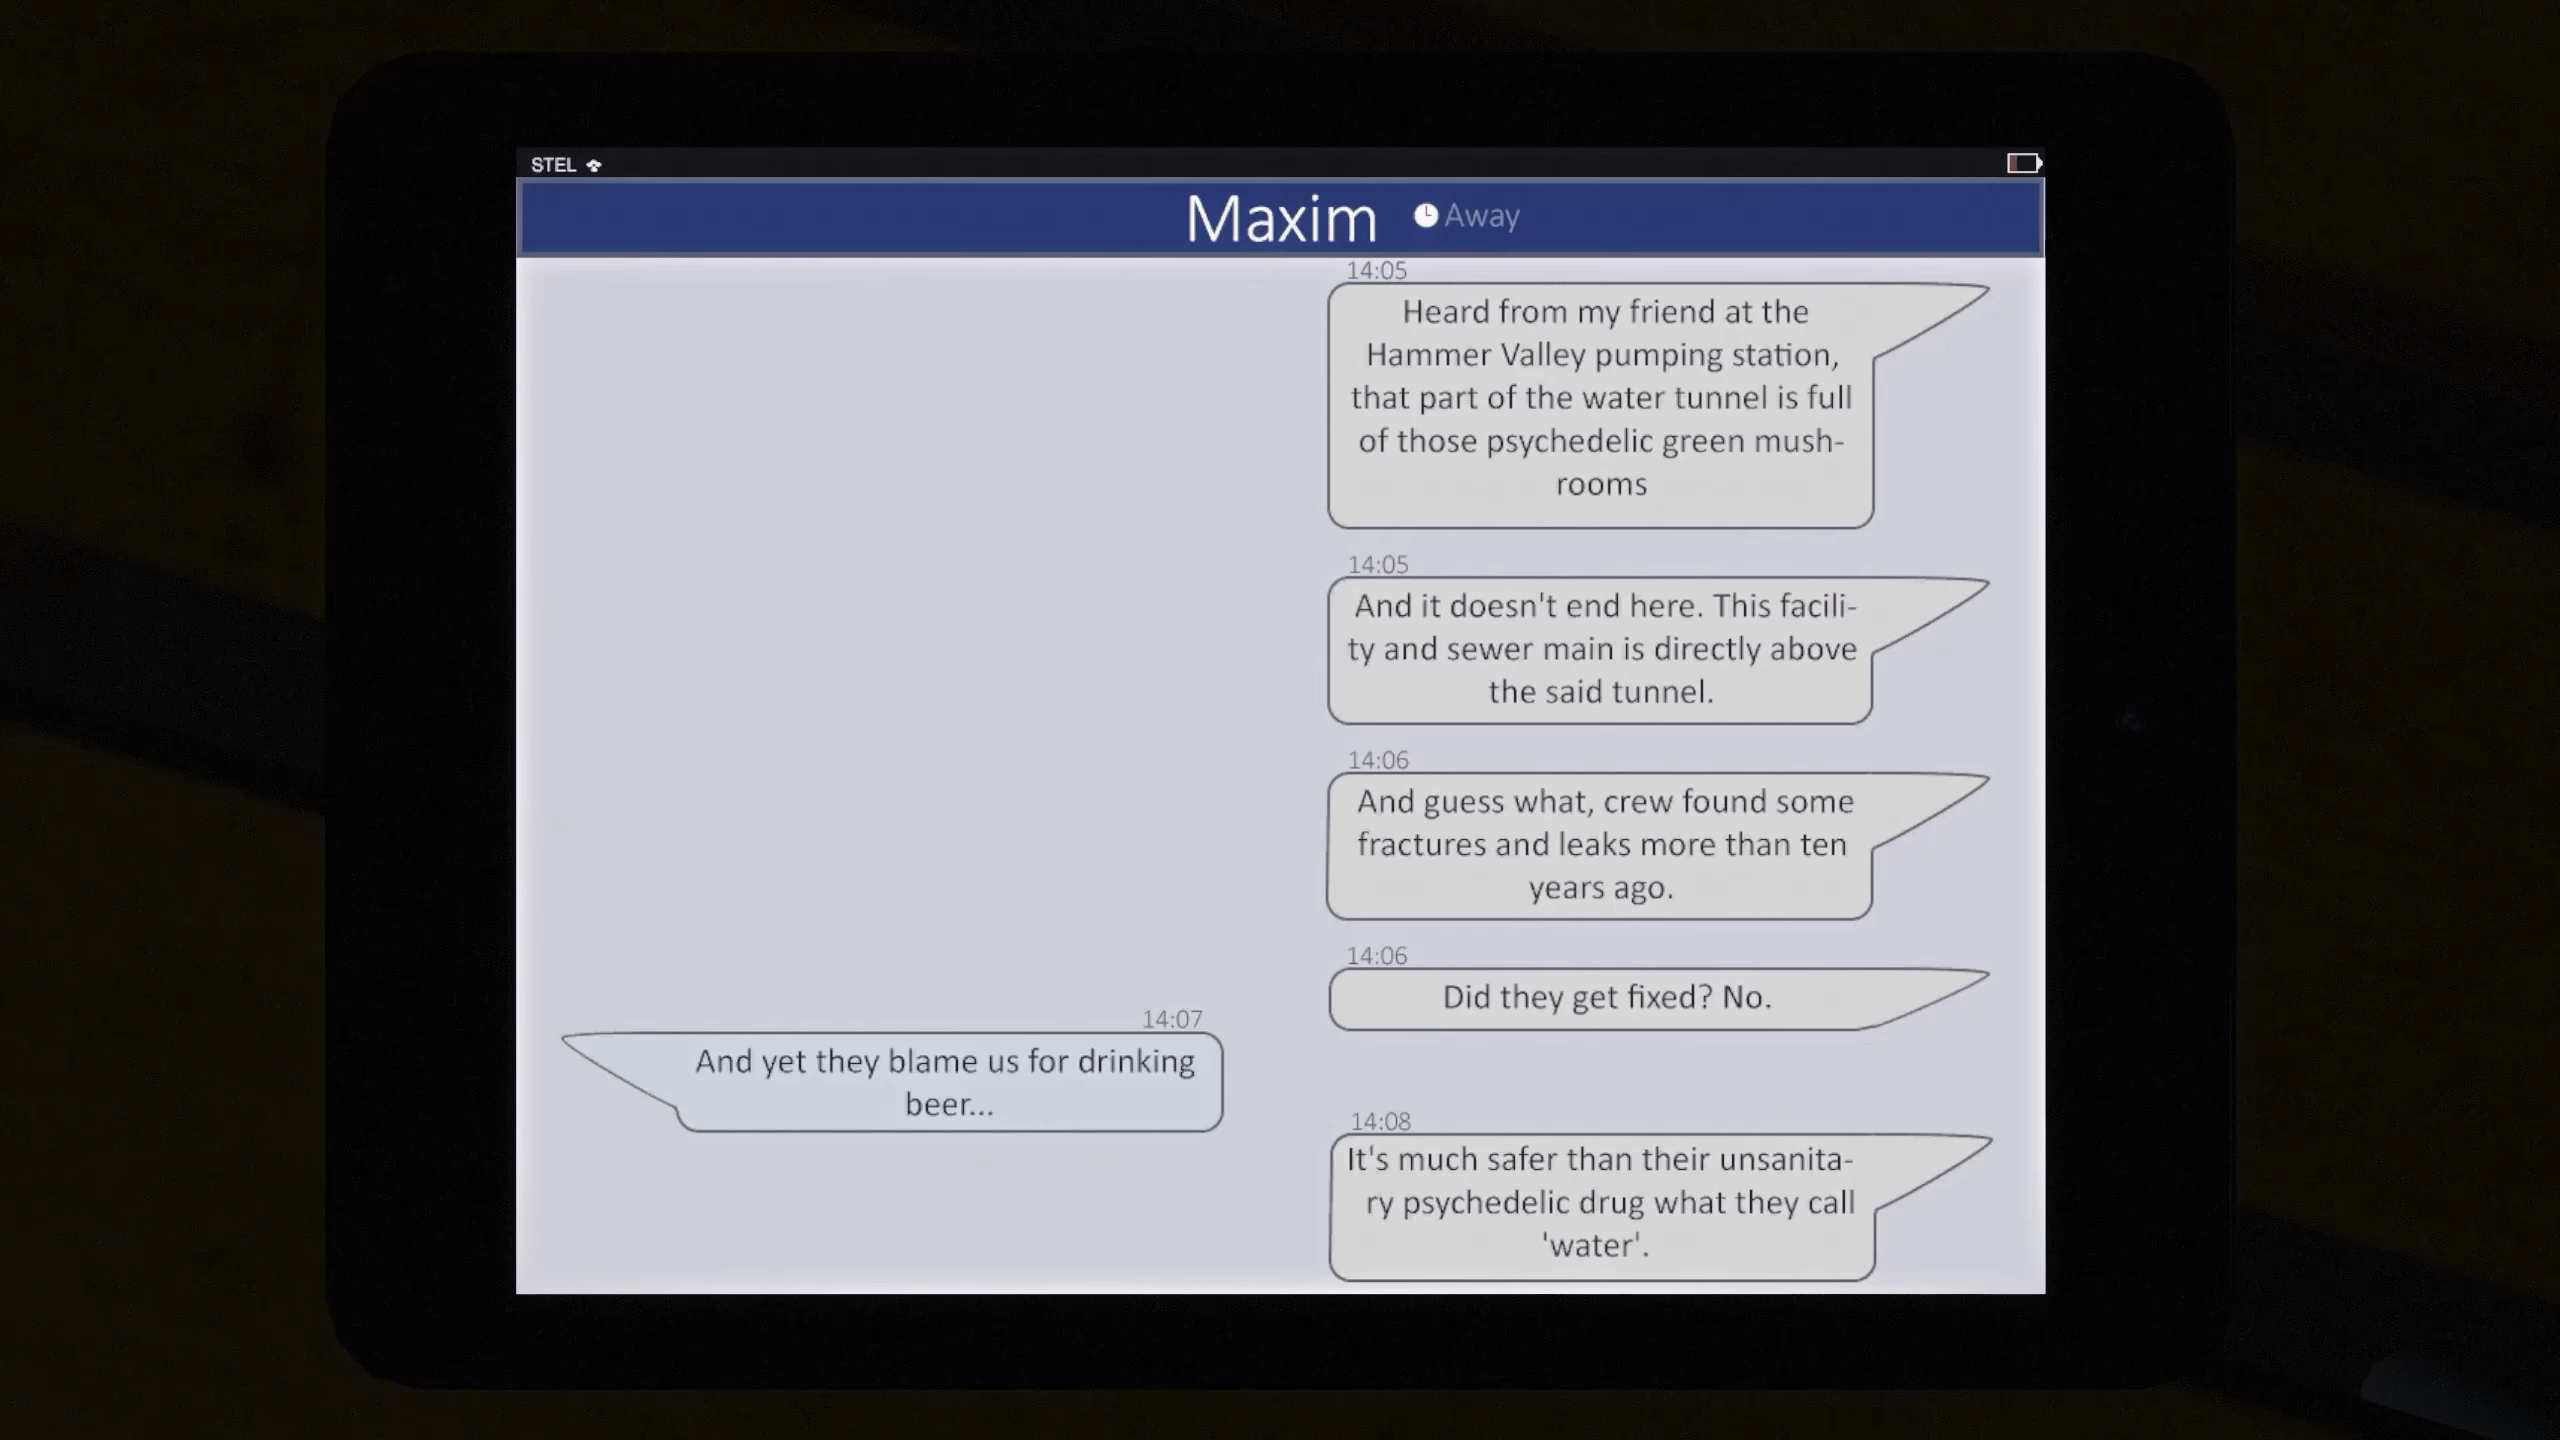 STEL
Maxim Away
14:05
Heard from my friend at the
Hammer Valley pumping station,
that part of the water tunnel is full
of those psychedelic green mush-
rooms
14:05
And it doesn't end here. This facili-
ty and sewer main is directly above
the said tunnel.
14:06
And guess what, crew found some
fractures and leaks more than ten
years ago.
14:06
Did they get fixed? No.
14:07
And yet they blame us for drinking
beer...
14:08
It's much safer than their unsanita-
ry psychedelic drug what they call
'water'.